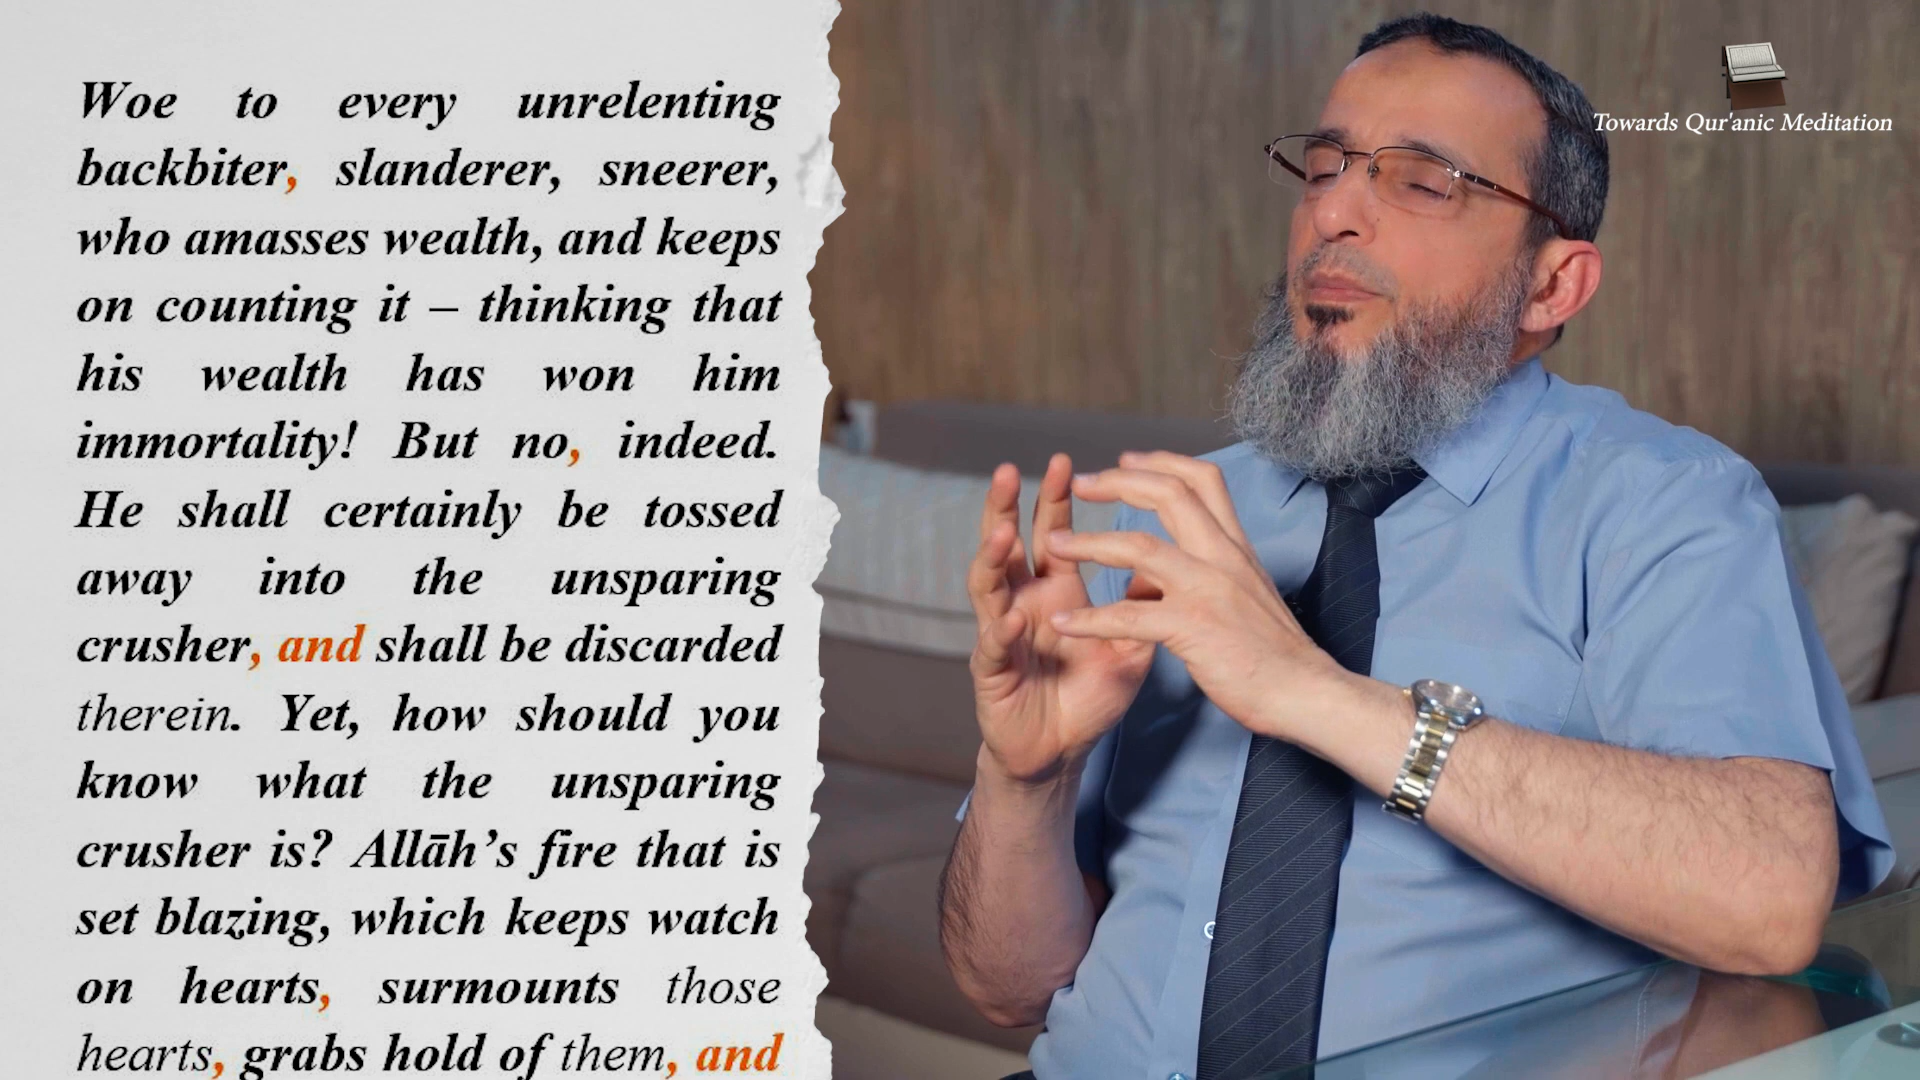 Woe to every unrelenting
backbiter, slanderer, sneerer,
who amasses wealth, and keeps
on counting it – thinking that
his wealth has won him
immortality! But no, indeed.
He shall certainly be tossed
away into the unsparing
crusher, and shall be discarded
therein. Yet, how should you
know what the unsparing
crusher is? Allāh’s fire that is
set blazing, which keeps watch
on hearts, surmounts those
hearts, grabs hold of them, and
Towards Qur'anic Meditation